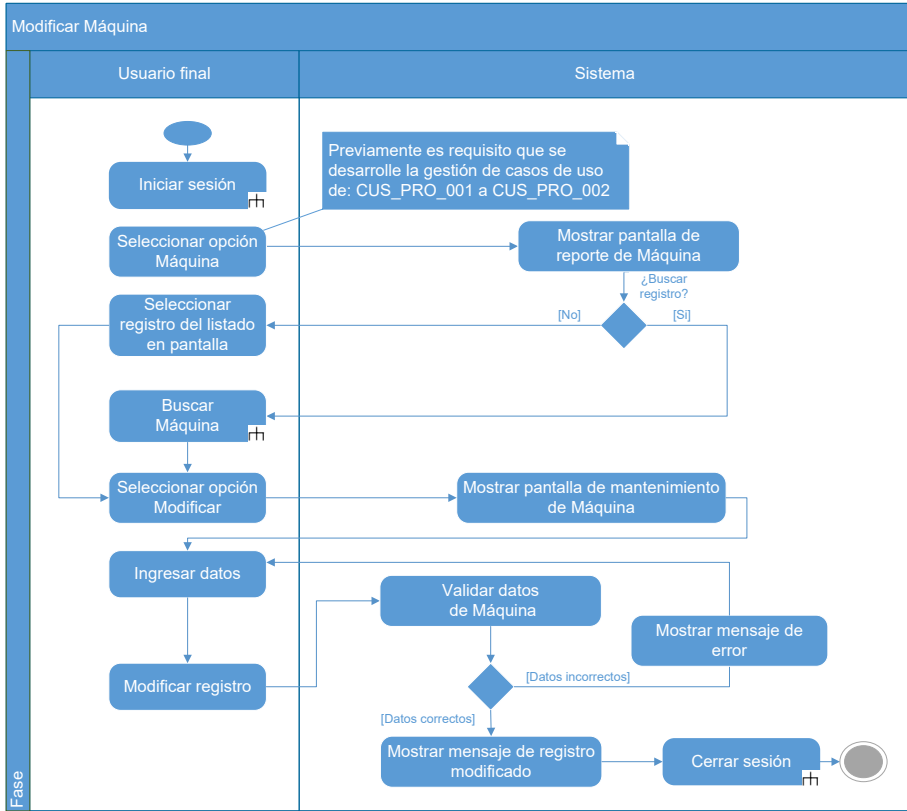 Modificar Máquina
Usuario final
Sistema
Previamente es requisito que se
desarrolle la gestión de casos de uso
de: CUS_PRO_001 a CUS_PRO_002
Iniciar sesión
Seleccionar opción
Máquina
Mostrar pantalla de
reporte de Máquina
¿Buscar
registro?
Seleccionar
registro del listado
en pantalla
[No]
[Si]
Buscar
Máquina
Seleccionar opción
Modificar
Mostrar pantalla de mantenimiento
de Máquina
Ingresar datos
Validar datos
de Máquina
Mostrar mensaje de
error
Modificar registro
[Datos incorrectos]
[Datos correctos]
Mostrar mensaje de registro
modificado
Cerrar sesión
Fase